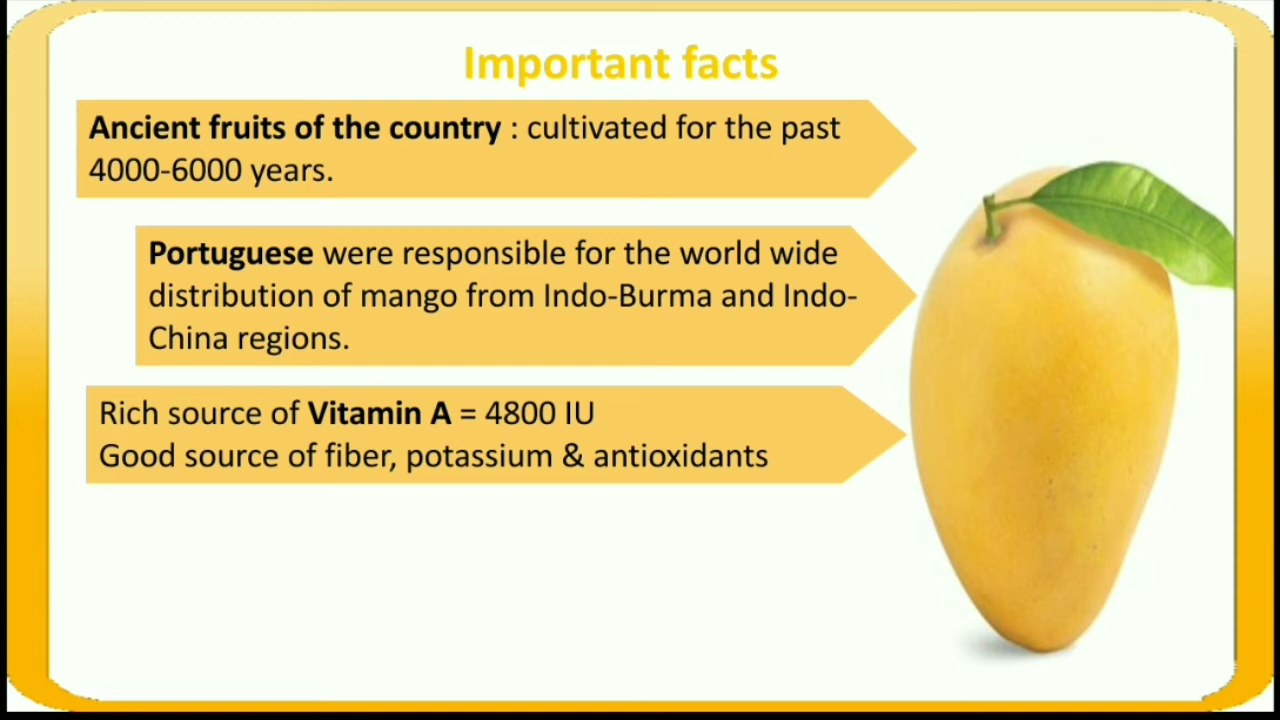 Important facts
Ancient fruits of the country : cultivated for the past
4000-6000 years.
Portuguese were responsible for the world wide
distribution of mango from Indo-Burma and Indo-
China regions.
Rich source of Vitamin A = 4800 IU
Good source of fiber, potassium & antioxidants